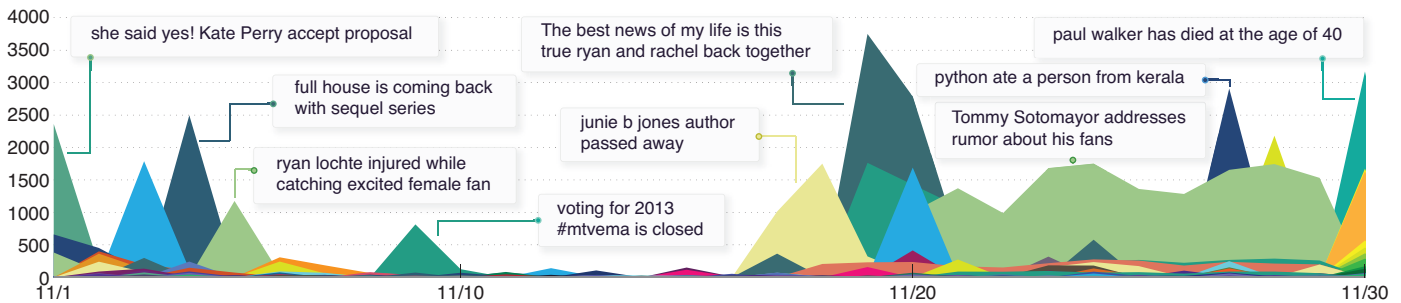 4000
3500
3000
2500
2000
1500
1000
500
0
she said yes! Kate Perry accept proposal
full house is coming back
with sequel series
ryan lochte injured while
catching excited female fan
voting for 2013
#mtvema is closed
The best news of my life is this
true ryan and rachel back together
junie b jones author
passed away
paul walker has died at the age of 40
python ate a person from kerala
Tommy Sotomayor addresses
rumor about his fans
11/1
11/10
11/20
11/30